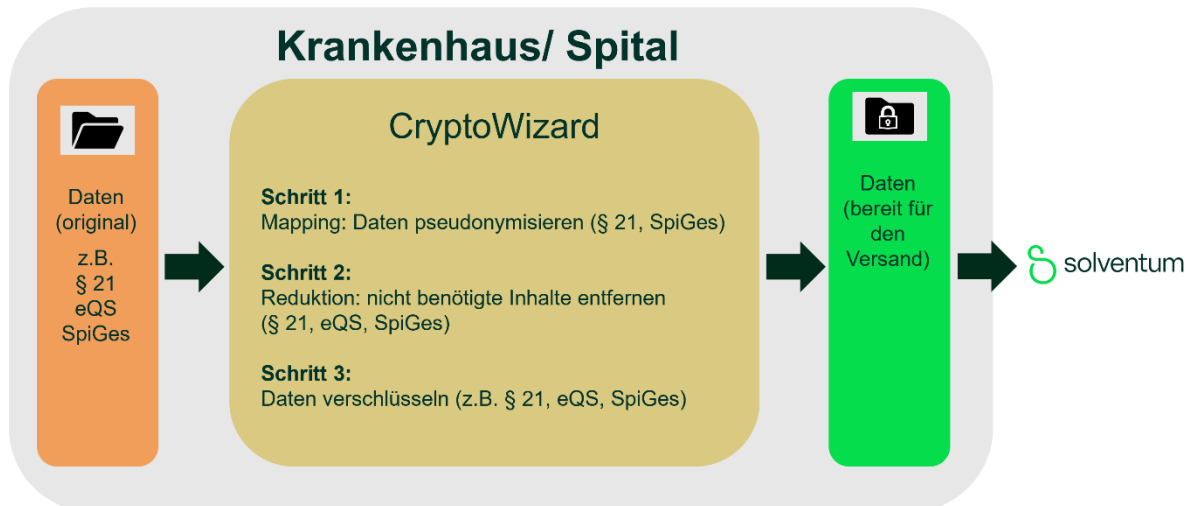 Krankenhaus/ Spital
Daten
(original)
z.B.
§ 21
eQS
SpiGes
CryptoWizard
Schritt 1:
Mapping: Daten pseudonymisieren (§ 21, SpiGes)
Schritt 2:
Reduktion: nicht benötigte Inhalte entfernen
(§ 21, eQS, SpiGes)
Schritt 3:
Daten verschlüsseln (z.B. § 21, eQS, SpiGes)
Daten
(bereit für
den
Versand)
solventum